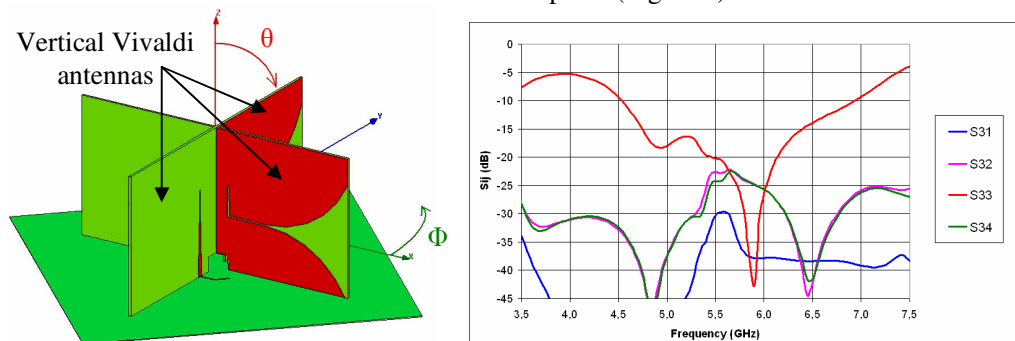 Vertical Vivaldi
antennas
z
θ
Y
X
Φ
0
-5
-10
-15
-20
-25
-30
-35
-40
-45
Sij (dB)
3,5 4,0 4,5 5,0 5,5 6,0 6,5 7,0 7,5
Frequency (GHz)
S31
S32
S33
S34